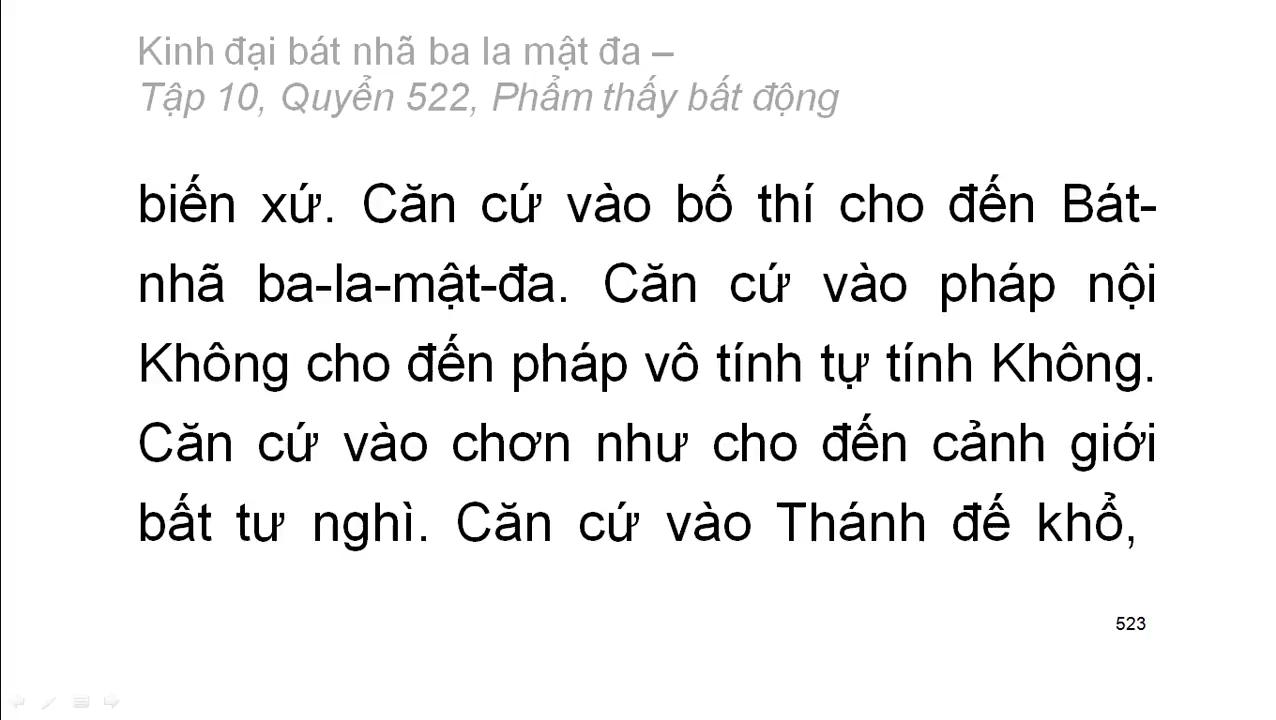 Kinh đại bát nhã ba la mật đa –
Tập 10, Quyển 522, Phẩm thấy bất động
biến xứ. Căn cứ vào bố thí cho đến Bát-
nhã ba-la-mật-đa. Căn cứ vào pháp nội
Không cho đến pháp vô tính tự tính Không.
Căn cứ vào chơn như cho đến cảnh giới
bất tư nghì. Căn cứ vào Thánh đế khổ,
523